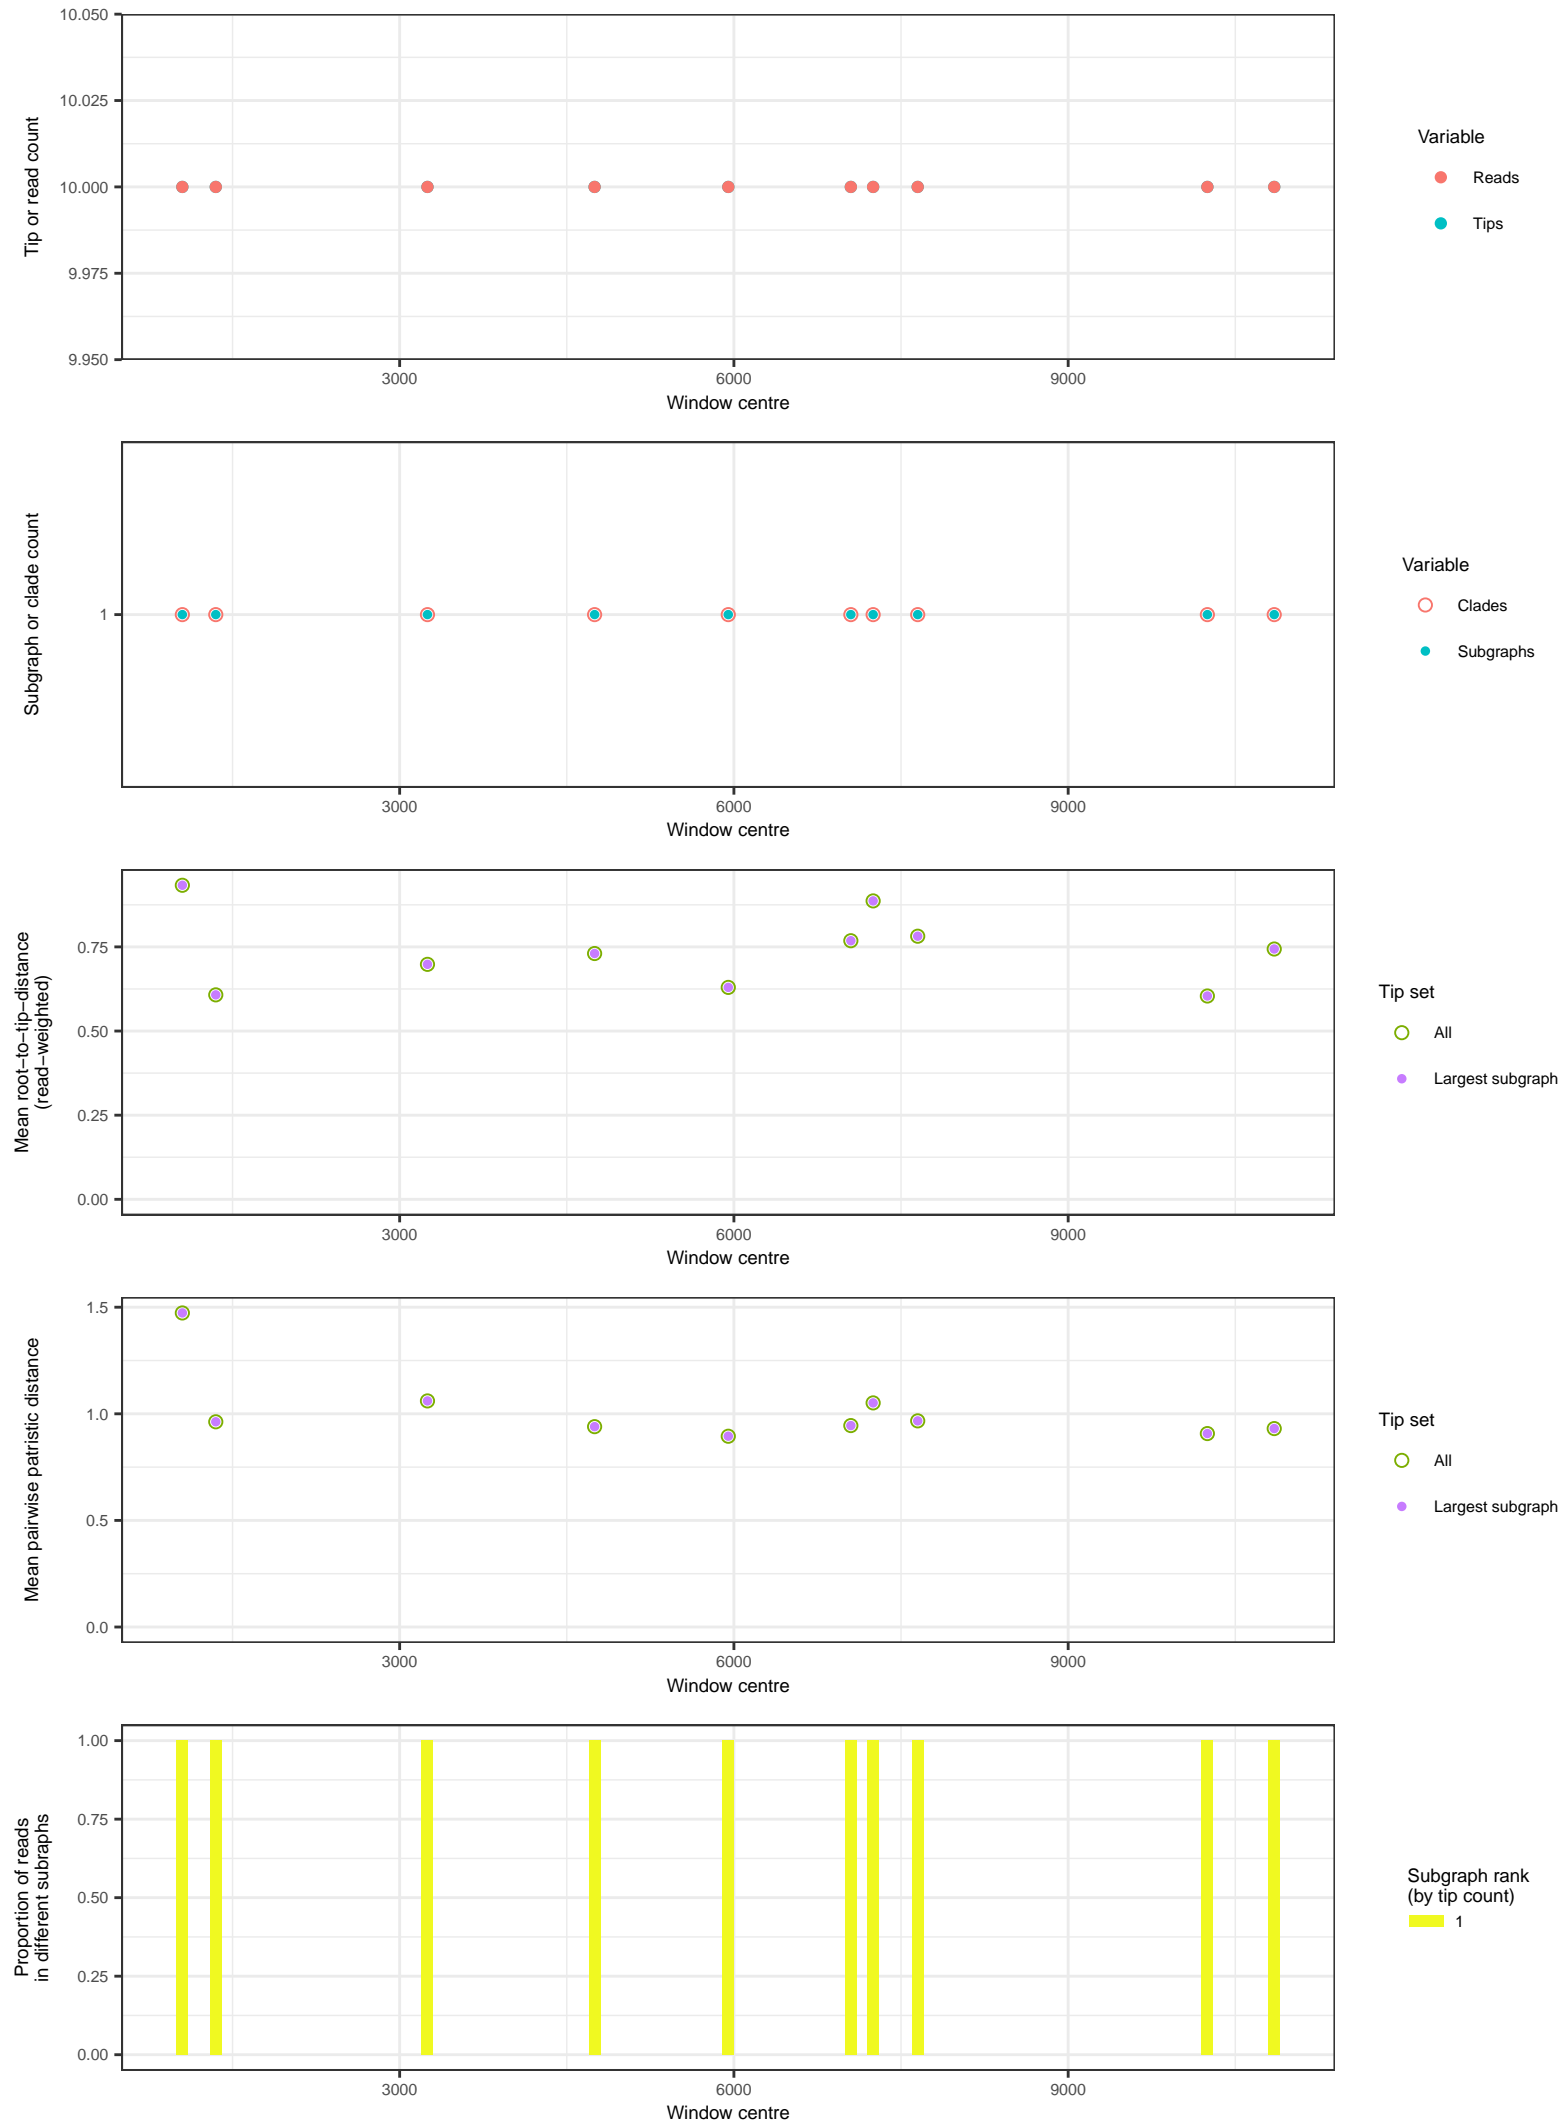 10.050
10.025
10.000
9.975
9.950
Tip or read count
3000
6000
9000
Window centre
Variable
Reads
Tips
1
Subgraph or clade count
3000
6000
9000
Window centre
Variable
Clades
Subgraphs
0.75
0.50
0.25
0.00
Mean root−to−tip−distance
(read−weighted)
3000
6000
9000
Window centre
Tip set
All
Largest subgraph
1.5
1.0
0.5
0.0
Mean pairwise patristic distance
3000
6000
9000
Window centre
Tip set
All
Largest subgraph
1.00
0.75
0.50
0.25
0.00
Proportion of reads
in different subraphs
3000
6000
9000
Window centre
Subgraph rank
(by tip count)
1